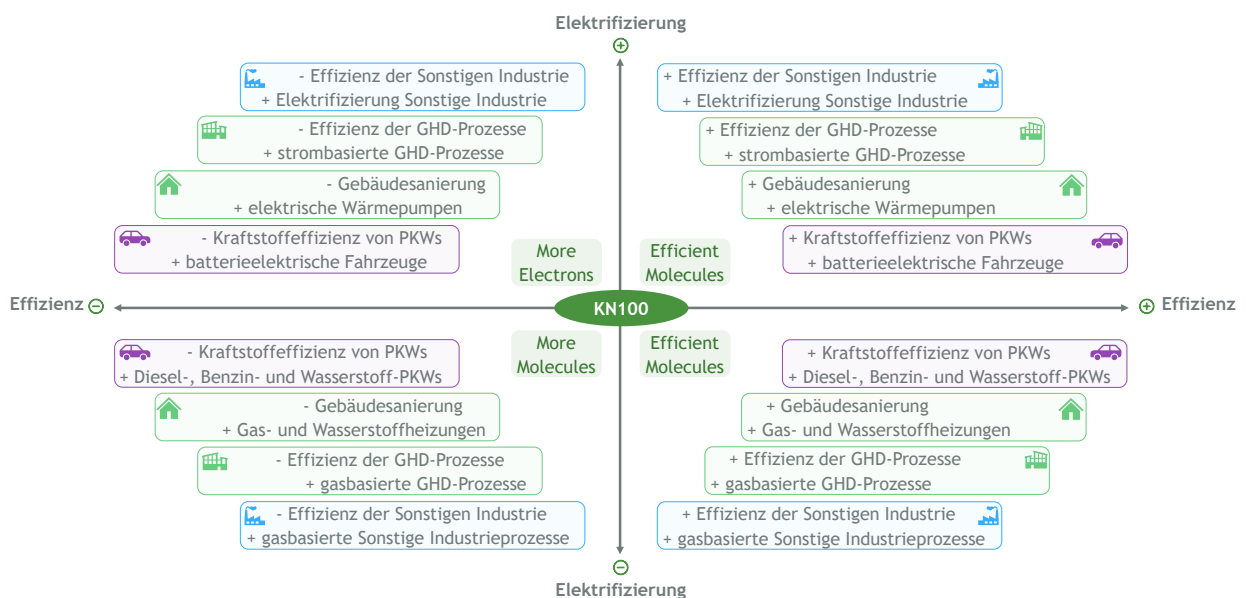 Elektrifizierung
- Effizienz der Sonstigen Industrie
+ Elektrifizierung Sonstige Industrie
- Effizienz der GHD-Prozesse
+ strombasierte GHD-Prozesse
- Gebäudesanierung
+ elektrische Wärmepumpen
- Kraftstoffeffizienz von PKWs
+ batterieelektrische Fahrzeuge
+ Effizienz der Sonstigen Industrie
+ Elektrifizierung Sonstige Industrie
+ Effizienz der GHD-Prozesse
+ strombasierte GHD-Prozesse
+ Gebäudesanierung
+ elektrische Wärmepumpen
+ Kraftstoffeffizienz von PKWs
+ batterieelektrische Fahrzeuge
More
Electrons
Efficient
Molecules
Effizienz
KN100
Effizienz
More
Molecules
Efficient
Molecules
- Kraftstoffeffizienz von PKWs
+ Diesel-, Benzin- und Wasserstoff-PKWs
- Gebäudesanierung
+ Gas- und Wasserstoffheizungen
- Effizienz der GHD-Prozesse
+ gasbasierte GHD-Prozesse
- Effizienz der Sonstigen Industrie
+ gasbasierte Sonstige Industrieprozesse
+ Kraftstoffeffizienz von PKWs
+ Diesel-, Benzin- und Wasserstoff-PKWs
+ Gebäudesanierung
+ Gas- und Wasserstoffheizungen
+ Effizienz der GHD-Prozesse
+ gasbasierte GHD-Prozesse
+ Effizienz der Sonstigen Industrie
+ gasbasierte Sonstige Industrieprozesse
Elektrifizierung